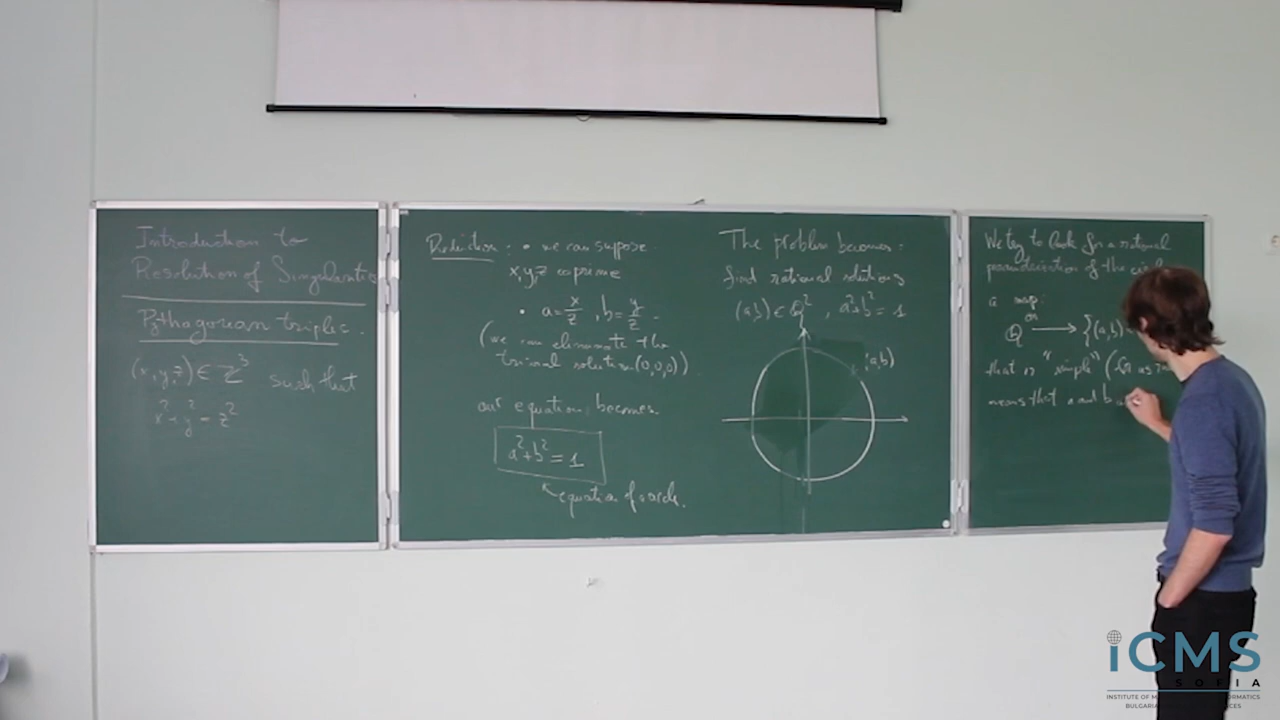 Introduction to
Resolution of Singularities
Pythagorean triples.
(x,y,z) ∈ ℤ³ such that
x² + y² = z²
Reduction : • we can suppose
x,y,z coprime
• a = x/z , b = y/z .
(we can eliminate the
trivial solution (0,0,0))
our equation becomes
a² + b² = 1
equation of a circle.
The problem becomes :
find rational solutions
(a,b) ∈ ℚ² , a² + b² = 1
(a,b)
We try to look for a rational
of the
a map:
ℚ → {(a,b)
that is "simple" (for us
means that a and b
iCMS
SOFIA
INSTITUTE OF
BULGARIAN